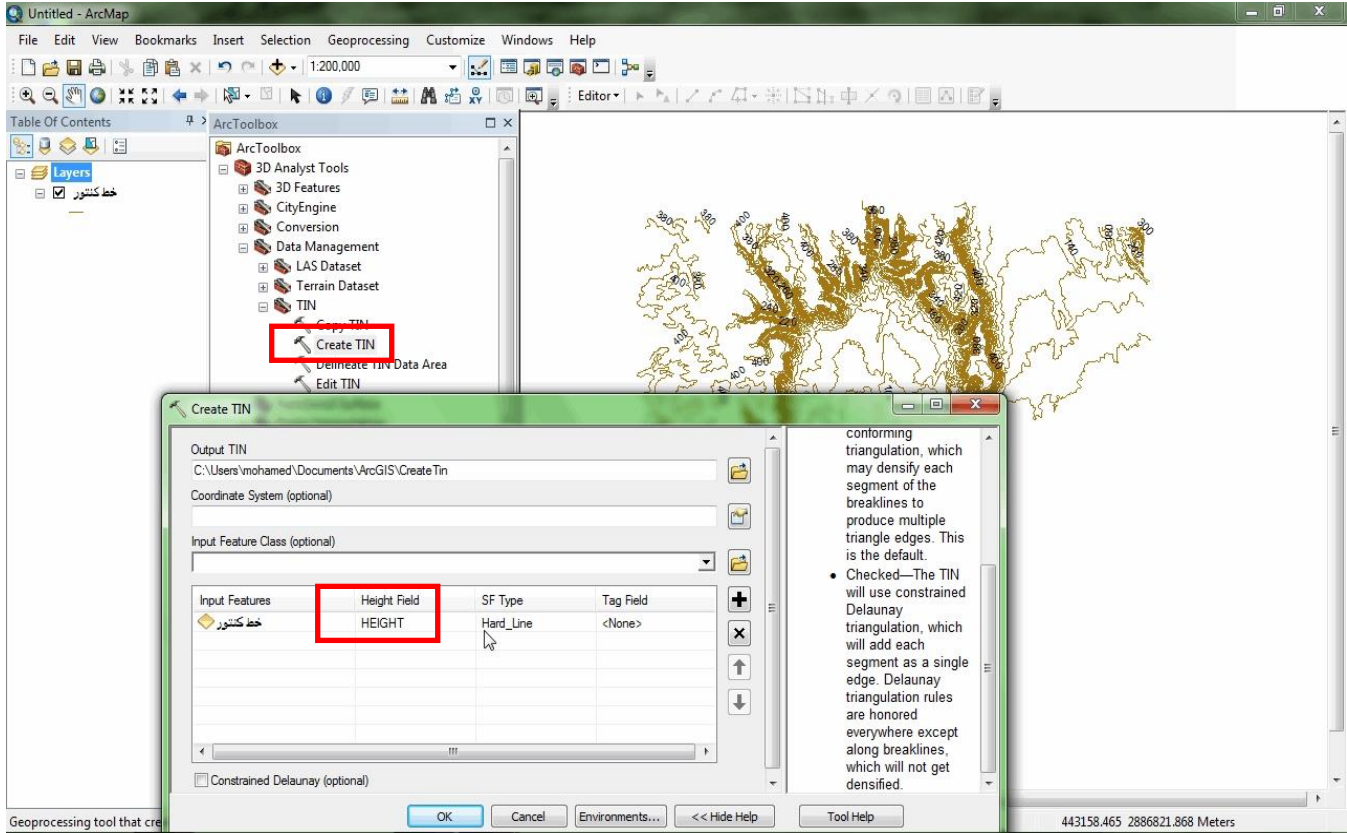 Untitled - ArcMap
File Edit View Bookmarks Insert Selection Geoprocessing Customize Windows Help
1:200,000
Editor
Table Of Contents
Layers
خط كنتور
ArcToolbox
ArcToolbox
3D Analyst Tools
3D Features
CityEngine
Conversion
Data Management
LAS Dataset
Terrain Dataset
TIN
Copy TIN
Create TIN
Delineate TIN Data Area
Edit TIN
Create TIN
Output TIN
C:\Users\mohamed\Documents\ArcGIS\CreateTin
Coordinate System (optional)
Input Feature Class (optional)
Input Features Height Field SF Type Tag Field
خط كنتور HEIGHT Hard_Line <None>
Constrained Delaunay (optional)
OK Cancel Environments... << Hide Help Tool Help
conforming
triangulation, which
may densify each
segment of the
breaklines to
produce multiple
triangle edges. This
is the default.
• Checked—The TIN
will use constrained
Delaunay
triangulation, which
will add each
segment as a single
edge. Delaunay
triangulation rules
are honored
everywhere except
along breaklines,
which will not get
densified.
Geoprocessing tool that cre
443158.465 2886821.868 Meters